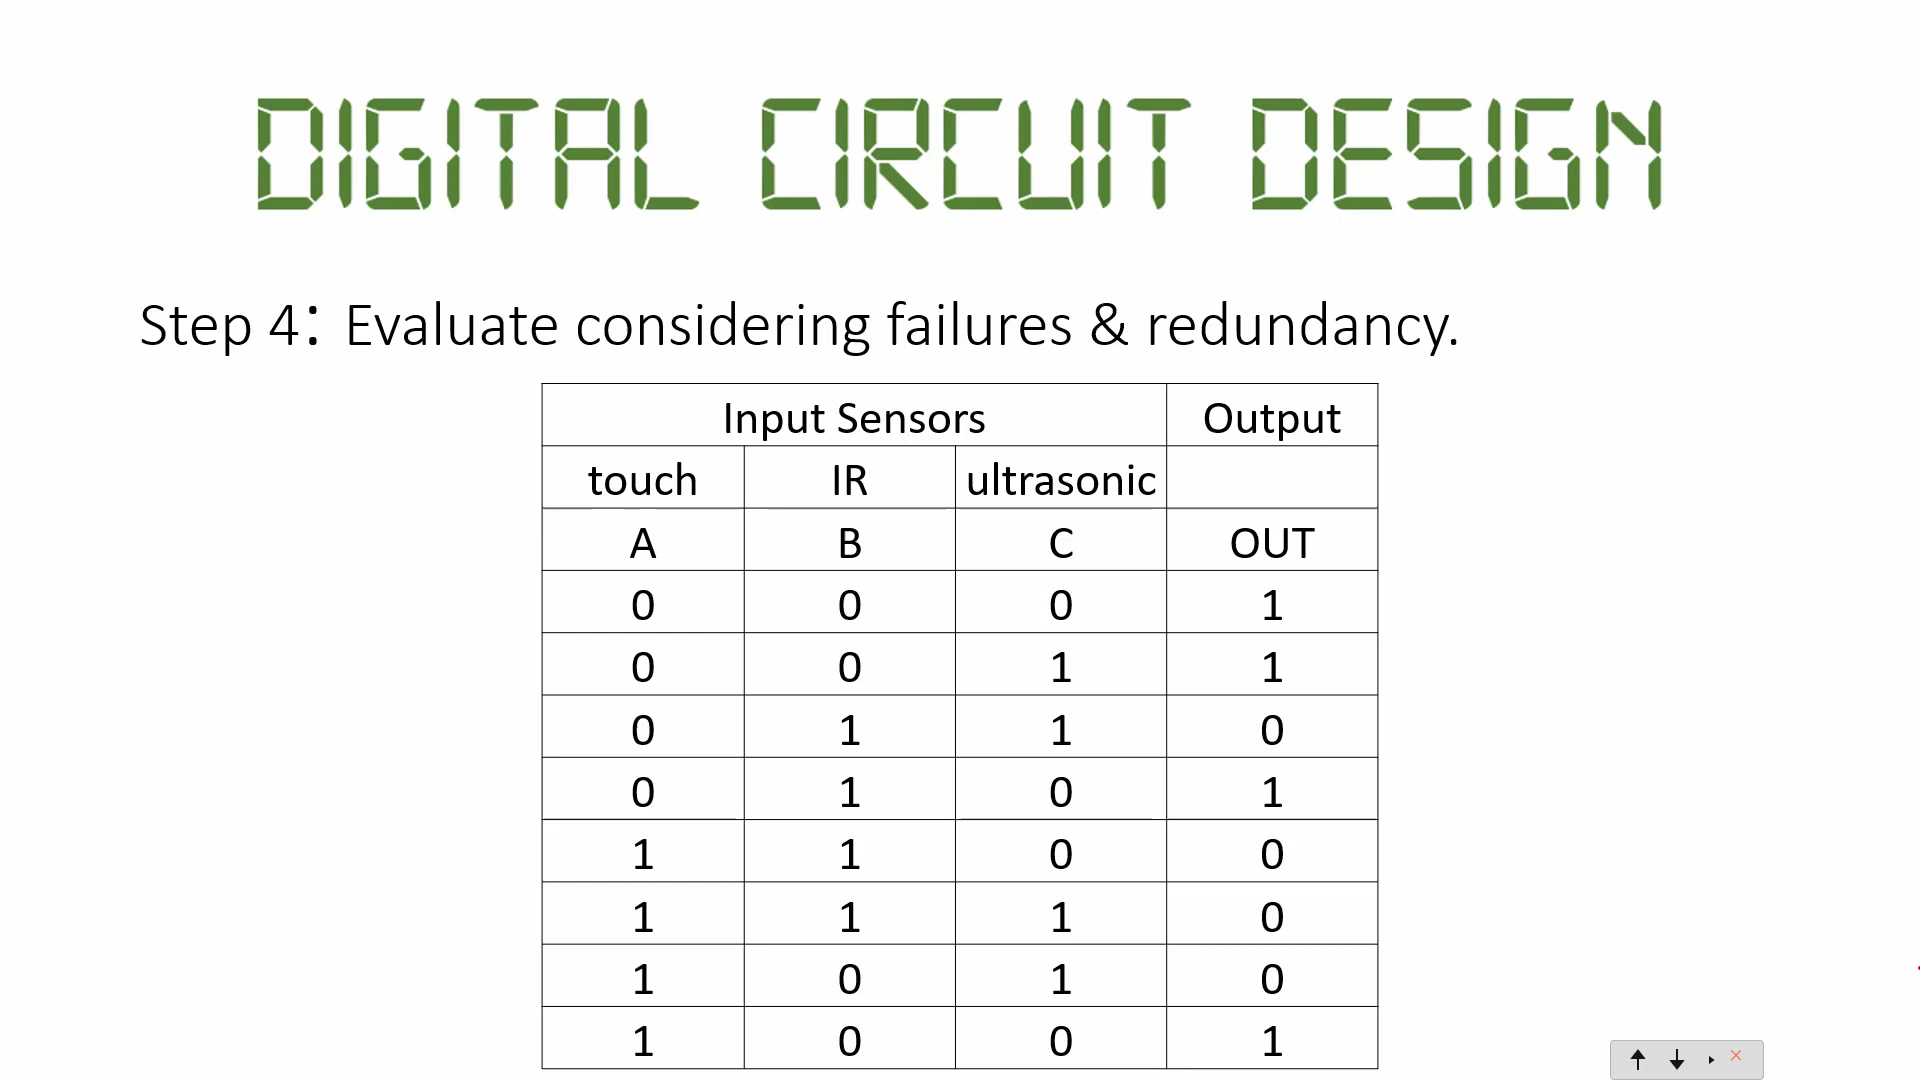 DIGITAL CIRCUIT DESIGN
Step 4: Evaluate considering failures & redundancy.
Input Sensors Output
touch IR ultrasonic
A B C OUT
0 0 0 1
0 0 1 1
0 1 1 0
0 1 0 1
1 1 0 0
1 1 1 0
1 0 1 0
1 0 0 1